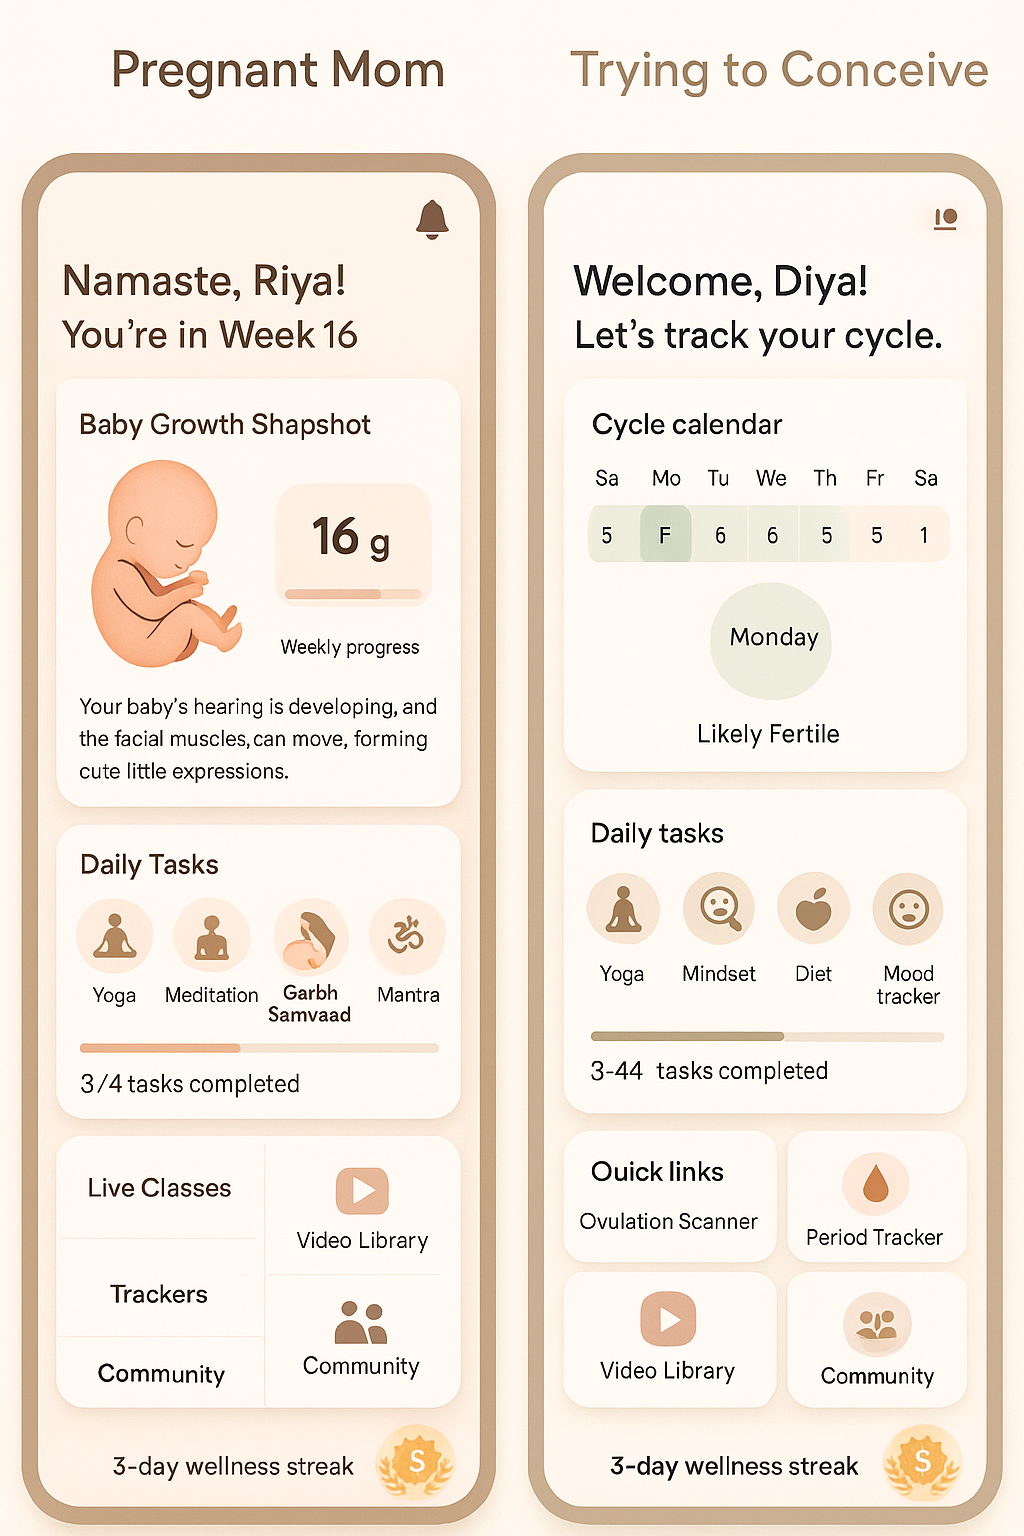 Pregnant Mom
Namaste, Riya!
You're in Week 16
Baby Growth Shapshot
16 g
Weekly progress
Your baby's hearing is developing, and
the facial muscles, can move, forming
cute little expressions.
Daily Tasks
Yoga
Meditation
Garbh
Samvaad
Mantra
3/4 tasks completed
Live Classes
Trackers
Community
Video Library
Community
3-day wellness streak
S
Trying to Conceive
Welcome, Diya!
Let's track your cycle.
Cycle calendar
Sa Mo Tu We Th Fr Sa
5 F 6 6 5 5 1
Monday
Likely Fertile
Daily tasks
Yoga
Mindset
Diet
Mood
tracker
3-44 tasks completed
Ouick links
Ovulation Scanner
Period Tracker
Video Library
Community
3-day wellness streak
$